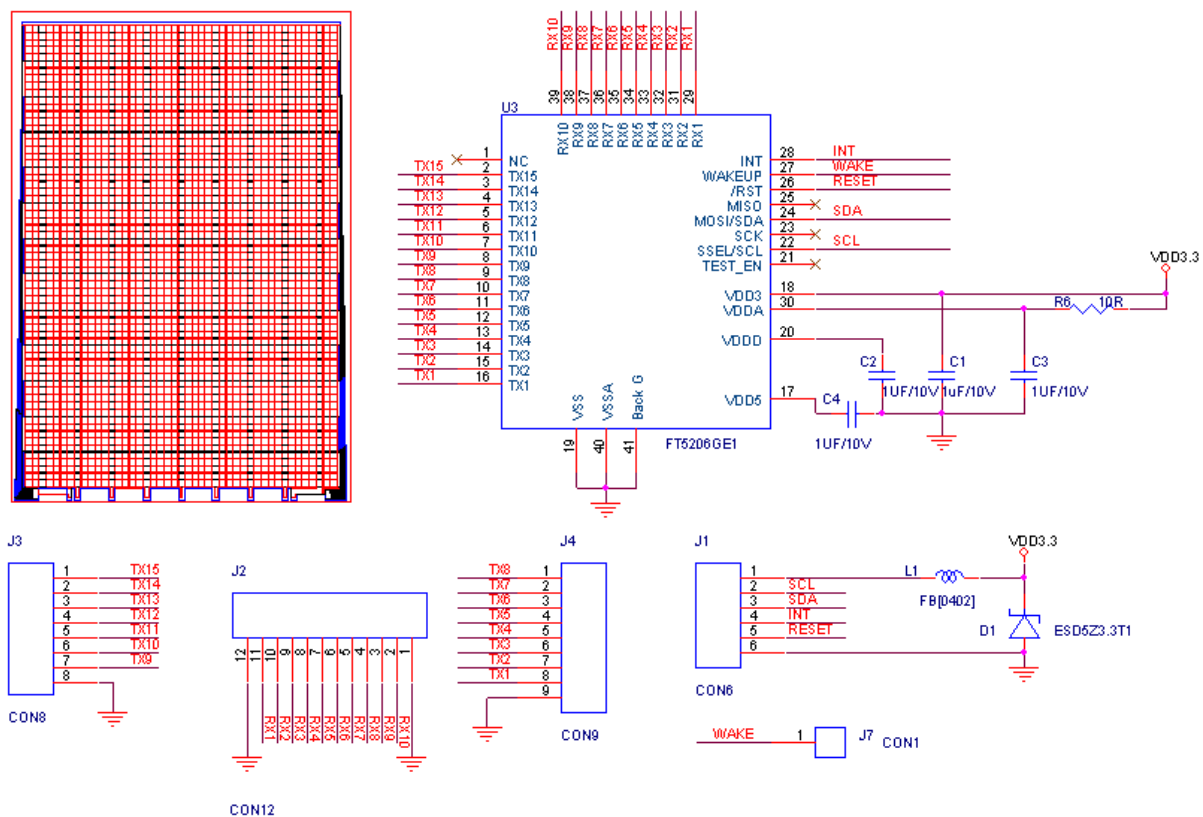 RX10
RX9
RX8
RX7
RX6
RX5
RX4
RX3
RX2
RX1
39
38
37
36
35
34
33
32
31
29
U3
RX10
RX9
RX8
RX7
RX6
RX5
RX4
RX3
RX2
RX1
1 NC
TX15 2 TX15
TX14 3 TX14
TX13 4 TX13
TX12 5 TX12
TX11 6 TX11
TX10 7 TX10
TX9 8 TX9
TX8 9 TX8
TX7 10 TX7
TX6 11 TX6
TX5 12 TX5
TX4 13 TX4
TX3 14 TX3
TX2 15 TX2
TX1 16 TX1
INT 28 INT
WAKEUP 27 WAKE
/RST 26 RESET
MISO 25
MOSI/SDA 24 SDA
SCK 23
SSEL/SCL 22 SCL
TEST_EN 21
VDD3 18
VDDA 30
VDDD 20
VDD5 17
VDD3.3
R6 10R
C2
1UF/10V
C1
1uF/10V
C3
1UF/10V
C4
1UF/10V
VSS
VSSA
Back G
19
40
41
FT5206GE1
J3
1 TX15
2 TX14
3 TX13
4 TX12
5 TX11
6 TX10
7 TX9
8
CON8
J2
12
11
10
9
8
7
6
5
4
3
2
1
RX1
RX2
RX3
RX4
RX5
RX6
RX7
RX8
RX9
RX10
CON12
J4
TX8 1
TX7 2
TX6 3
TX5 4
TX4 5
TX3 6
TX2 7
TX1 8
9
CON9
J1
1
2 SCL
3 SDA
4 INT
5 RESET
6
CON6
VDD3.3
L1
FB[0402]
D1
ESD5Z3.3T1
WAKE 1
J7
CON1